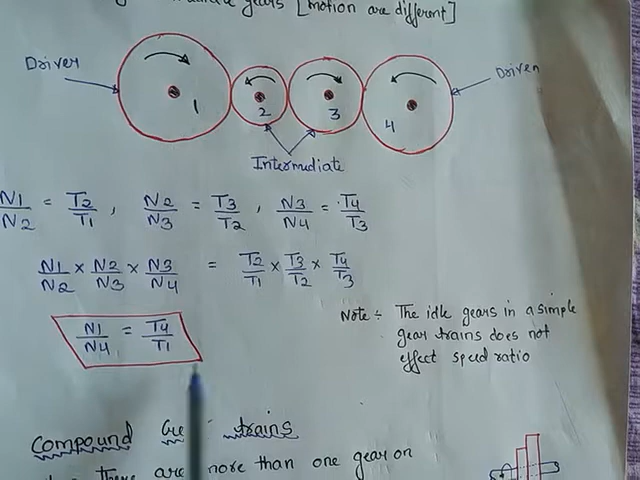 gears [motion are different]
Driver
Driven
1
2
3
4
Intermediate
N1/N2 = T2/T1 , N2/N3 = T3/T2 , N3/N4 = T4/T3
N1/N2 × N2/N3 × N3/N4 = T2/T1 × T3/T2 × T4/T3
N1/N4 = T4/T1
Note :- The idle gears in a simple
gear trains does not
effect speed ratio
Compound trains
there are more than one gear on